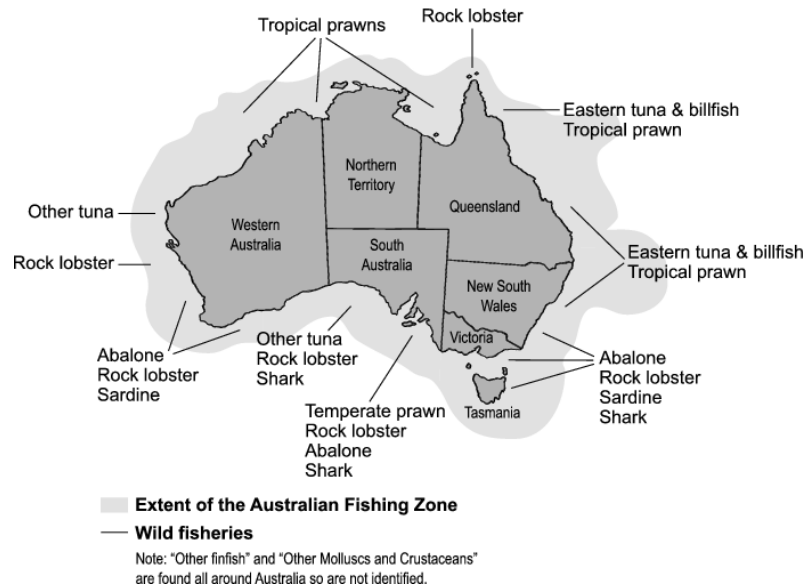 Tropical prawns
Rock lobster
Eastern tuna & billfish
Tropical prawn
Northern
Territory
Queensland
Other tuna
Western
Australia
South
Australia
Rock lobster
Eastern tuna & billfish
Tropical prawn
New South
Wales
Victoria
Abalone
Rock lobster
Sardine
Other tuna
Rock lobster
Shark
Temperate prawn
Rock lobster
Abalone
Shark
Tasmania
Abalone
Rock lobster
Sardine
Shark
Extent of the Australian Fishing Zone
Wild fisheries
Note: “Other finfish” and “Other Molluscs and Crustaceans”
are found all around Australia so are not identified.